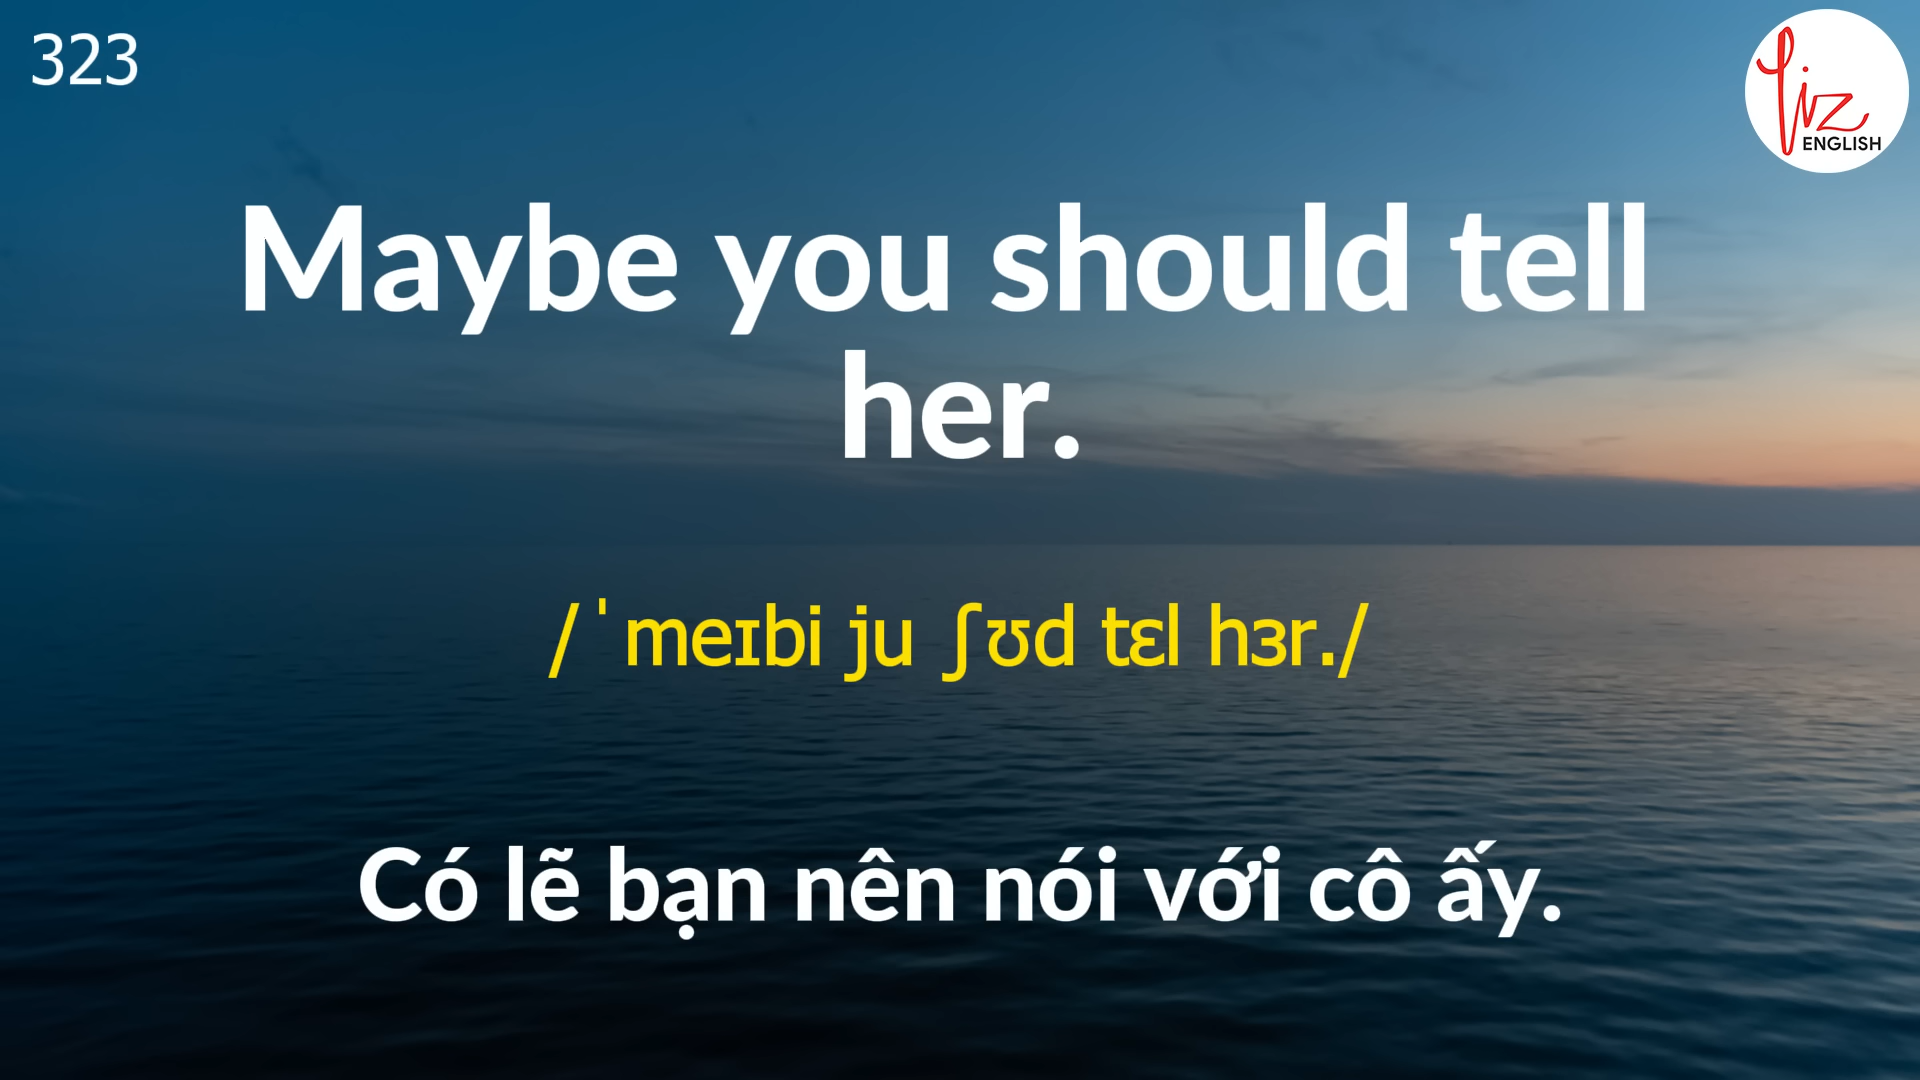 323
Liz
ENGLISH
Maybe you should tell
her.
/ˈmeɪbi ju ʃʊd tɛl hɜr./
Có lẽ bạn nên nói với cô ấy.